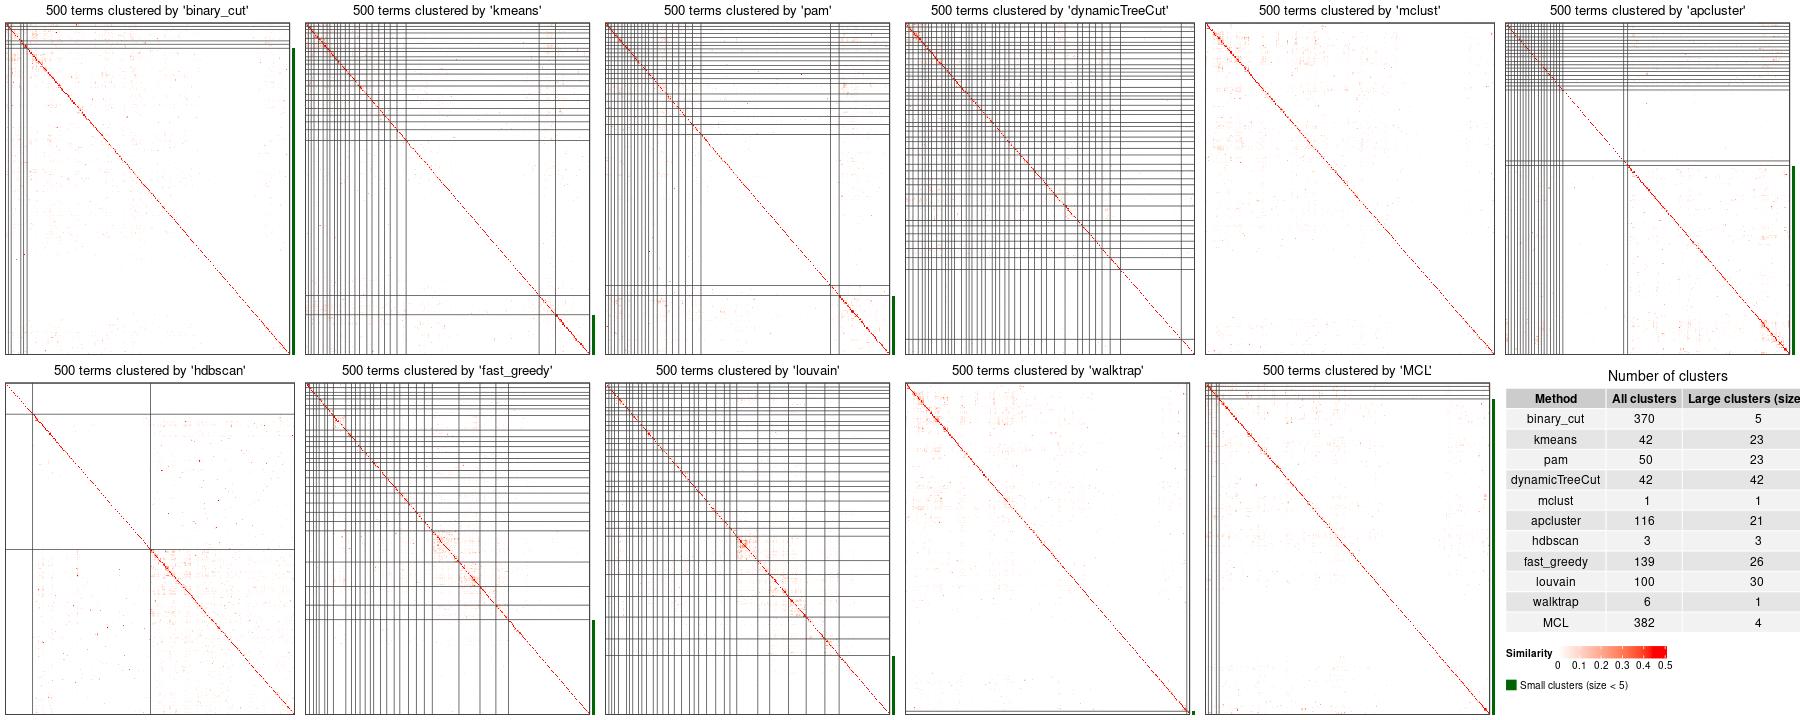 500 terms clustered by 'binary_cut'
500 terms clustered by 'kmeans'
500 terms clustered by 'pam'
500 terms clustered by 'dynamicTreeCut'
500 terms clustered by 'mclust'
500 terms clustered by 'apcluster'
500 terms clustered by 'hdbscan'
500 terms clustered by 'fast_greedy'
500 terms clustered by 'louvain'
500 terms clustered by 'walktrap'
500 terms clustered by 'MCL'
Number of clusters
Method All clusters Large clusters (size
binary_cut 370 5
kmeans 42 23
pam 50 23
dynamicTreeCut 42 42
mclust 1 1
apcluster 116 21
hdbscan 3 3
fast_greedy 139 26
louvain 100 30
walktrap 6 1
MCL 382 4
Similarity
0 0.1 0.2 0.3 0.4 0.5
Small clusters (size < 5)